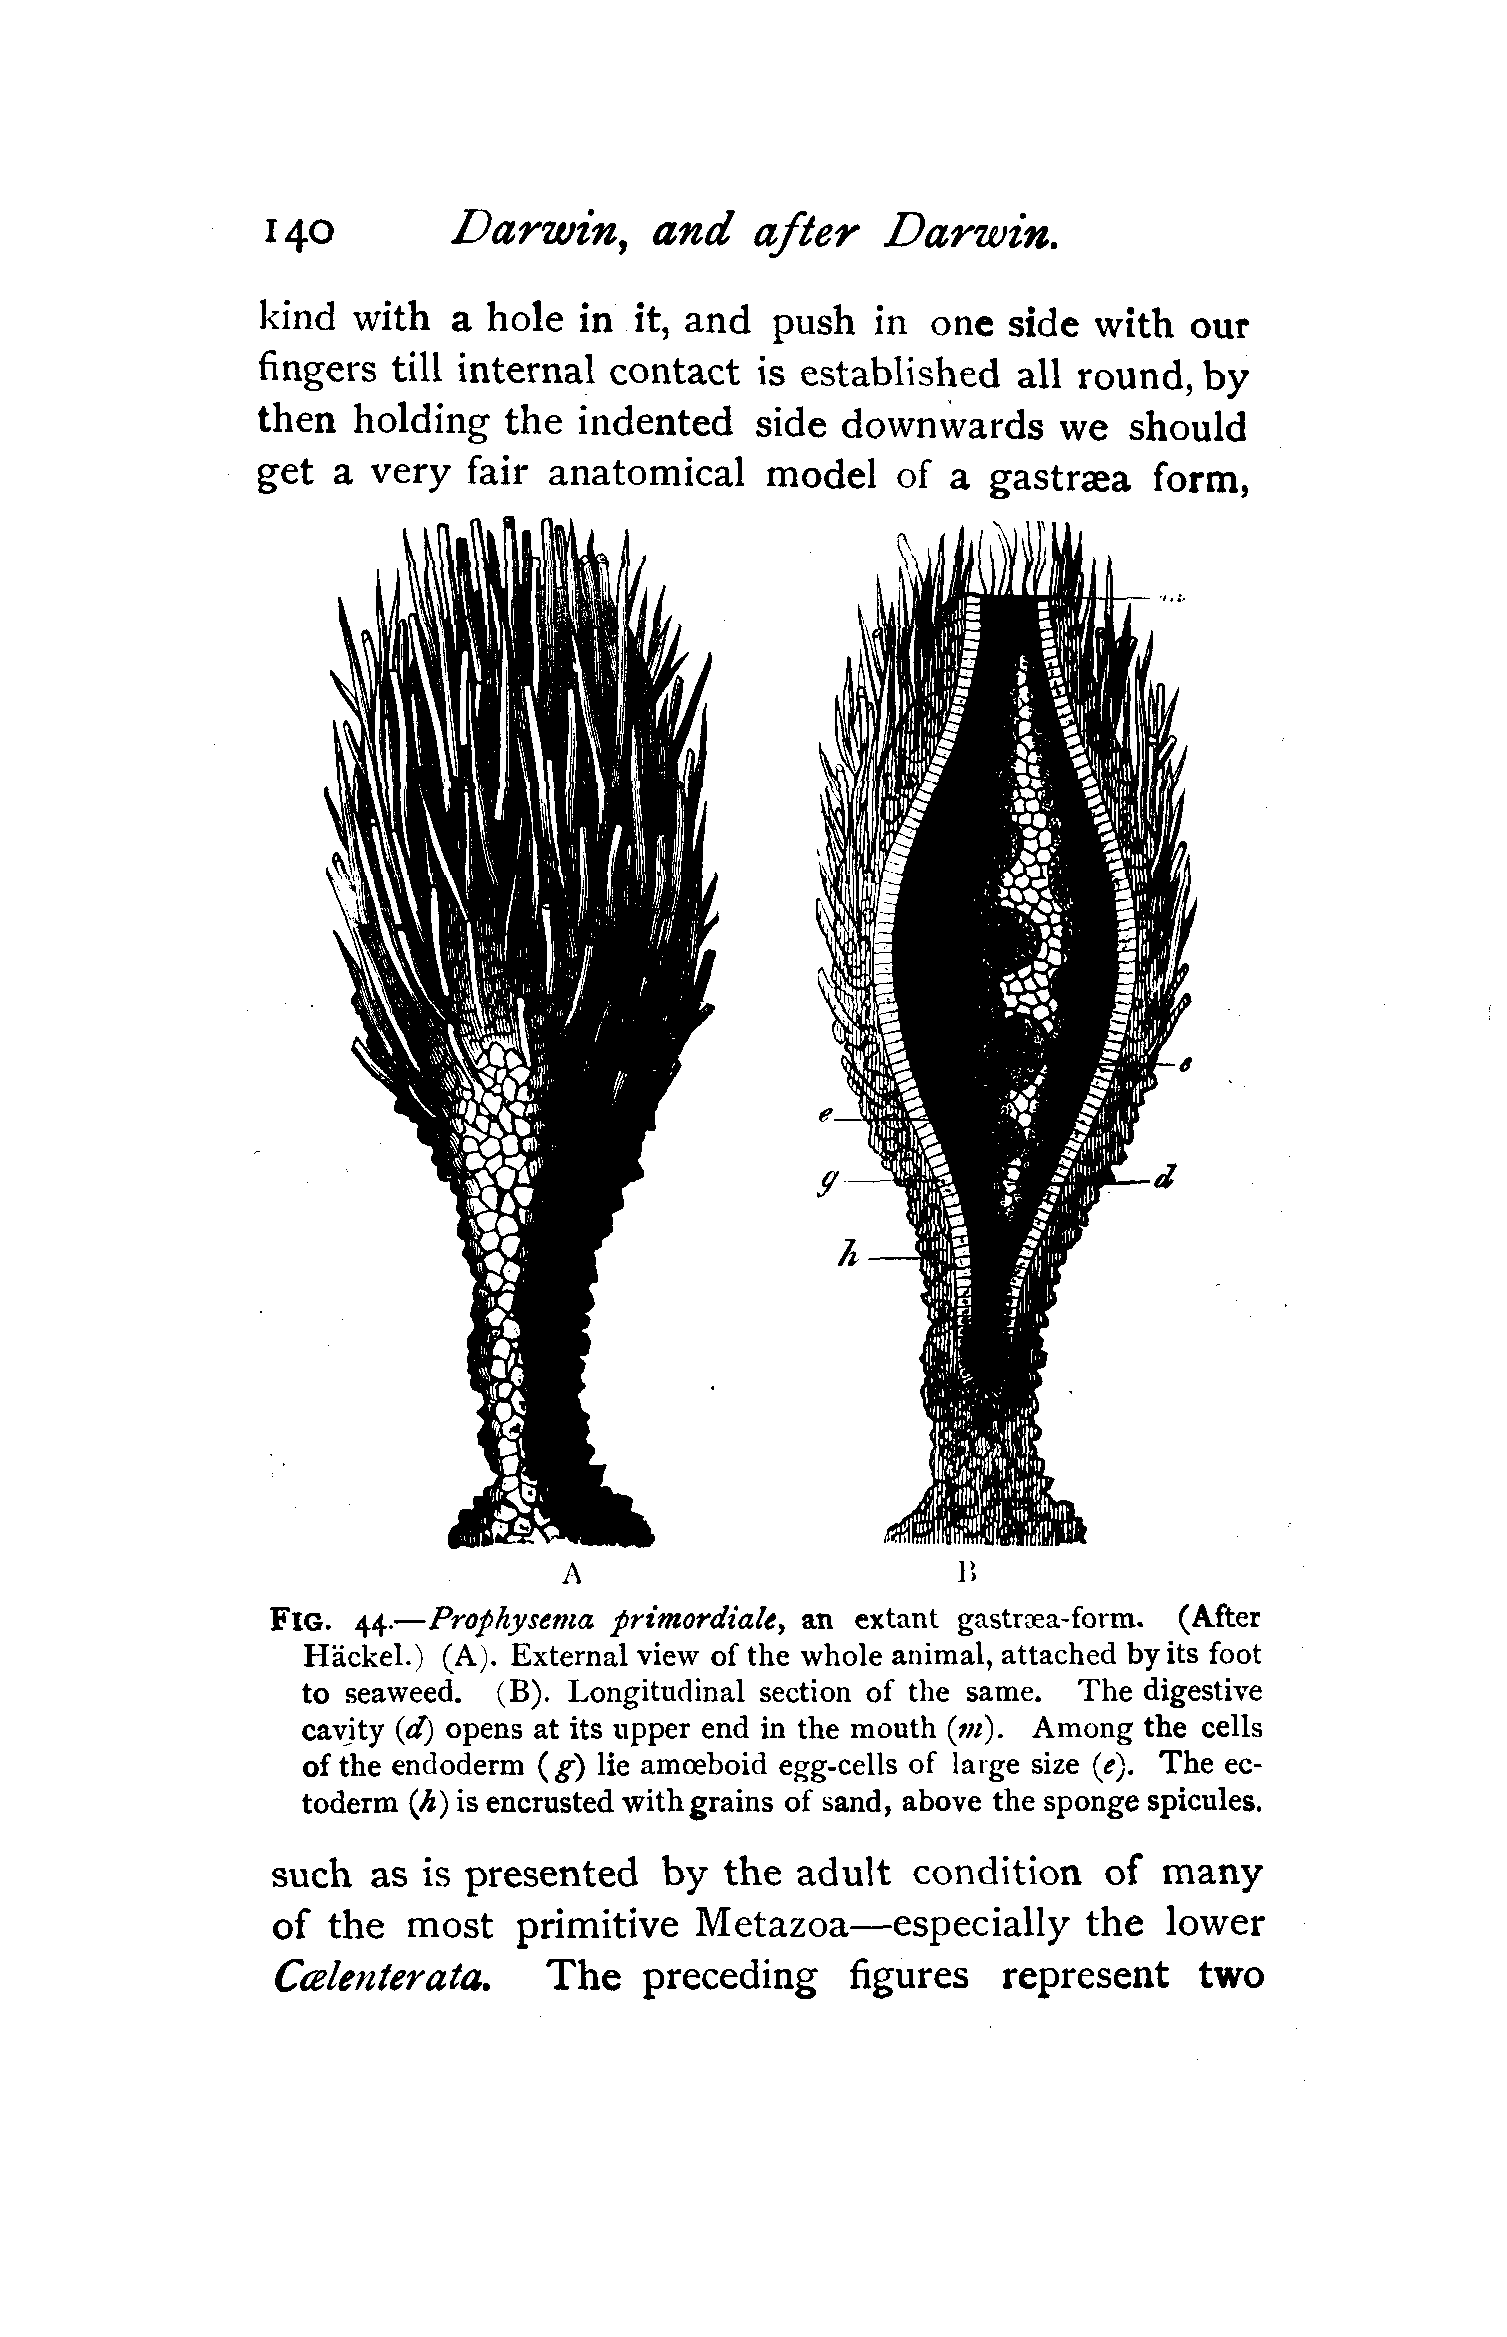 140 Darwin, and after Darwin.
kind with a hole in it, and push in one side with our
fingers till internal contact is established all round, by
then holding the indented side downwards we should
get a very fair anatomical model of a gastræa form,
e
e
g
d
h
A
B
FIG. 44.—Prophysema primordiale, an extant gastræa-form. (After
Häckel.) (A). External view of the whole animal, attached by its foot
to seaweed. (B). Longitudinal section of the same. The digestive
cavity (d) opens at its upper end in the mouth (m). Among the cells
of the endoderm (g) lie amœboid egg-cells of large size (e). The ec-
toderm (h) is encrusted with grains of sand, above the sponge spicules.
such as is presented by the adult condition of many
of the most primitive Metazoa—especially the lower
Cœlenterata. The preceding figures represent two